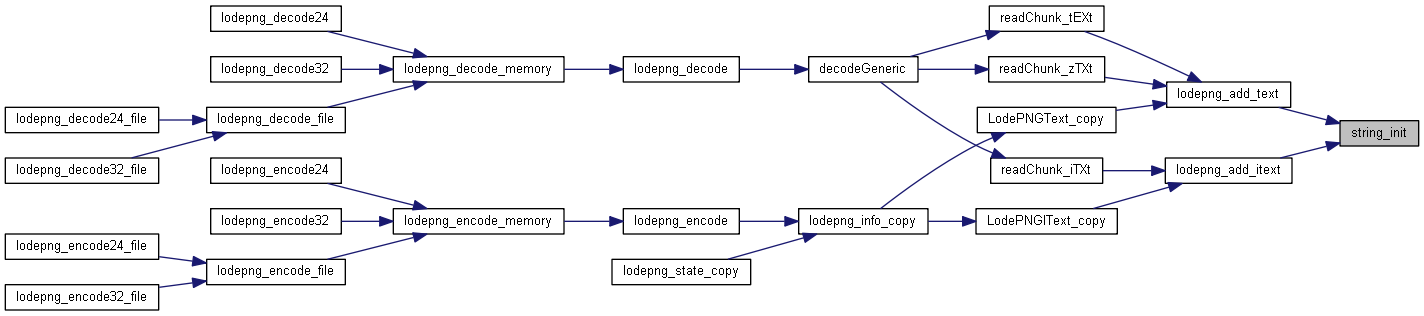 lodepng_decode24
lodepng_decode32
lodepng_decode24_file
lodepng_decode32_file
lodepng_decode_file
lodepng_decode_memory
lodepng_decode
decodeGeneric
readChunk_tEXt
readChunk_zTXt
LodePNGText_copy
readChunk_iTXt
lodepng_add_text
string_init
lodepng_add_itext
LodePNGIText_copy
lodepng_info_copy
lodepng_state_copy
lodepng_encode
lodepng_encode_memory
lodepng_encode24
lodepng_encode32
lodepng_encode_file
lodepng_encode24_file
lodepng_encode32_file